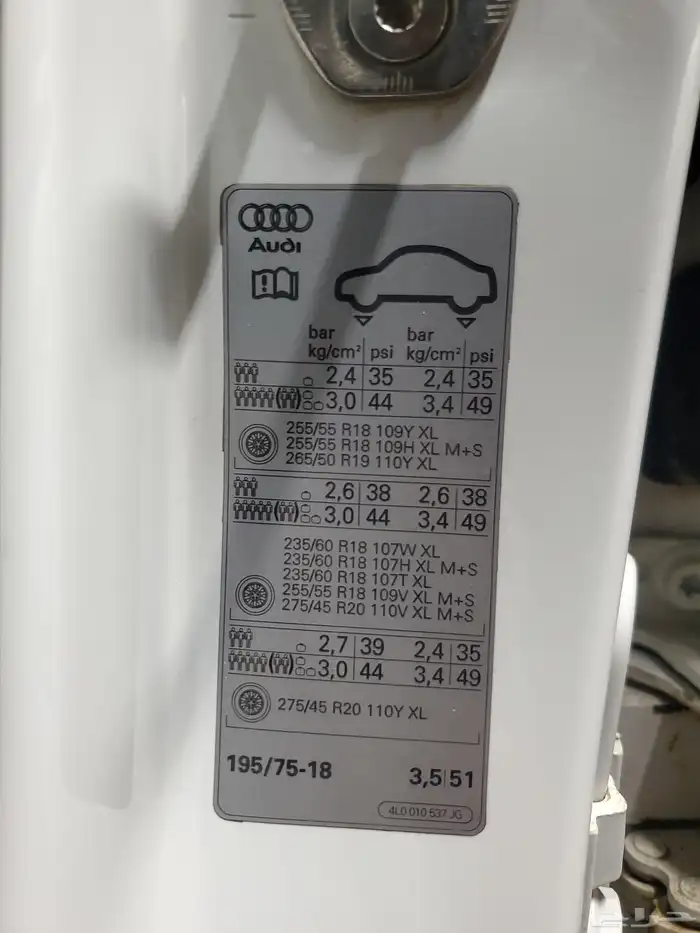 Audi
bar bar
kg/cm² psi kg/cm² psi
2,4 35 2,4 35
3,0 44 3,4 49
255/55 R18 109Y XL
255/55 R18 109H XL M+S
265/50 R19 110Y XL
2,6 38 2,6 38
3,0 44 3,4 49
235/60 R18 107W XL
235/60 R18 107H XL M+S
235/60 R18 107T XL
255/55 R18 109V XL M+S
275/45 R20 110V XL M+S
2,7 39 2,4 35
3,0 44 3,4 49
275/45 R20 110Y XL
195/75-18 3,5 51
4L0 010 537 JG
حراج